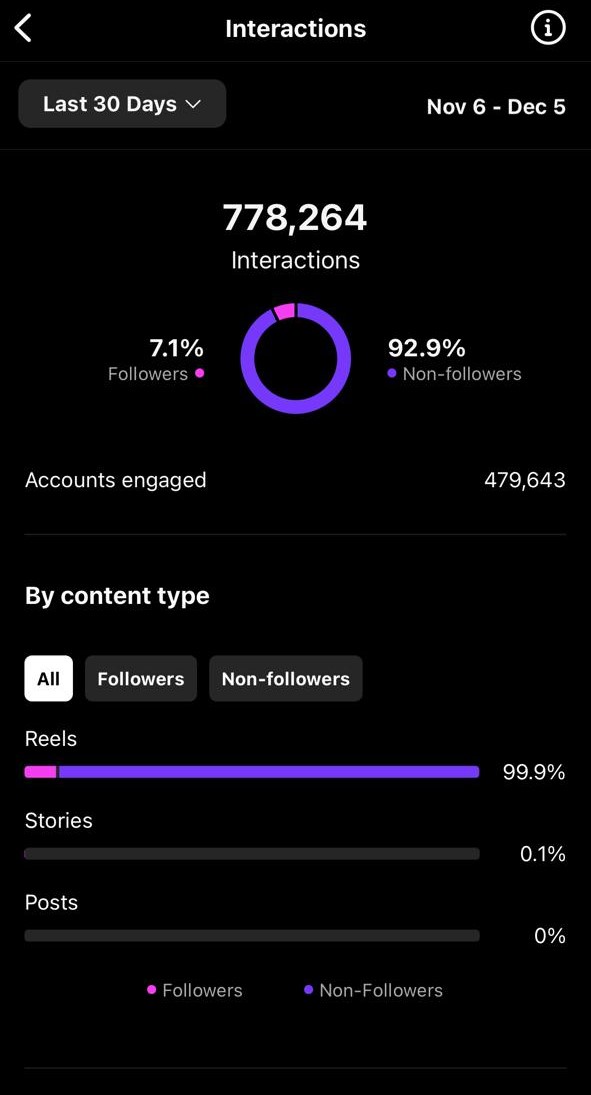 Interactions
Last 30 Days
Nov 6 - Dec 5
778,264
Interactions
7.1%
Followers
92.9%
Non-followers
Accounts engaged 479,643
By content type
All Followers Non-followers
Reels
99.9%
Stories
0.1%
Posts
0%
Followers Non-Followers